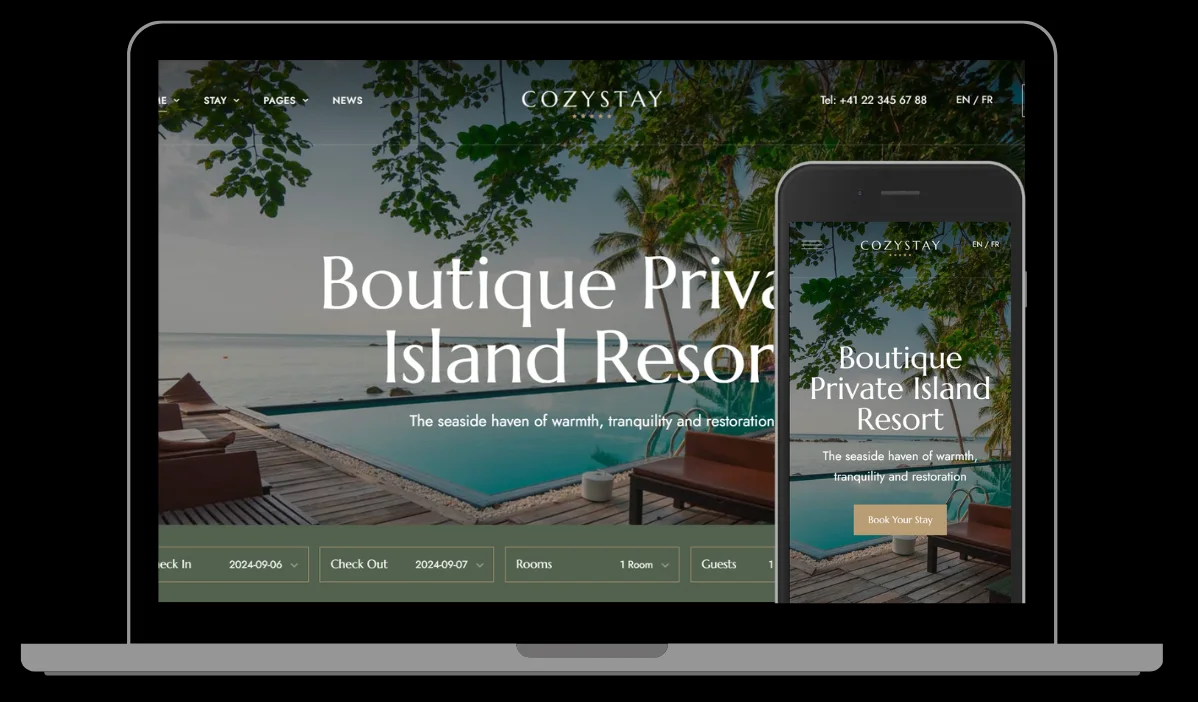 STAY
PAGES
NEWS
COZYSTAY
Tel: +41 22 345 67 88
EN / FR
Boutique
Island
The seaside haven of warmth, tranquility and restoration
Check Out 2024-09-07
2024-09-06
Rooms 1 Room
Guests
COZYSTAY
EN / FR
Boutique
Private Island
Resort
The seaside haven of warmth,
tranquility and restoration
Book Your Stay